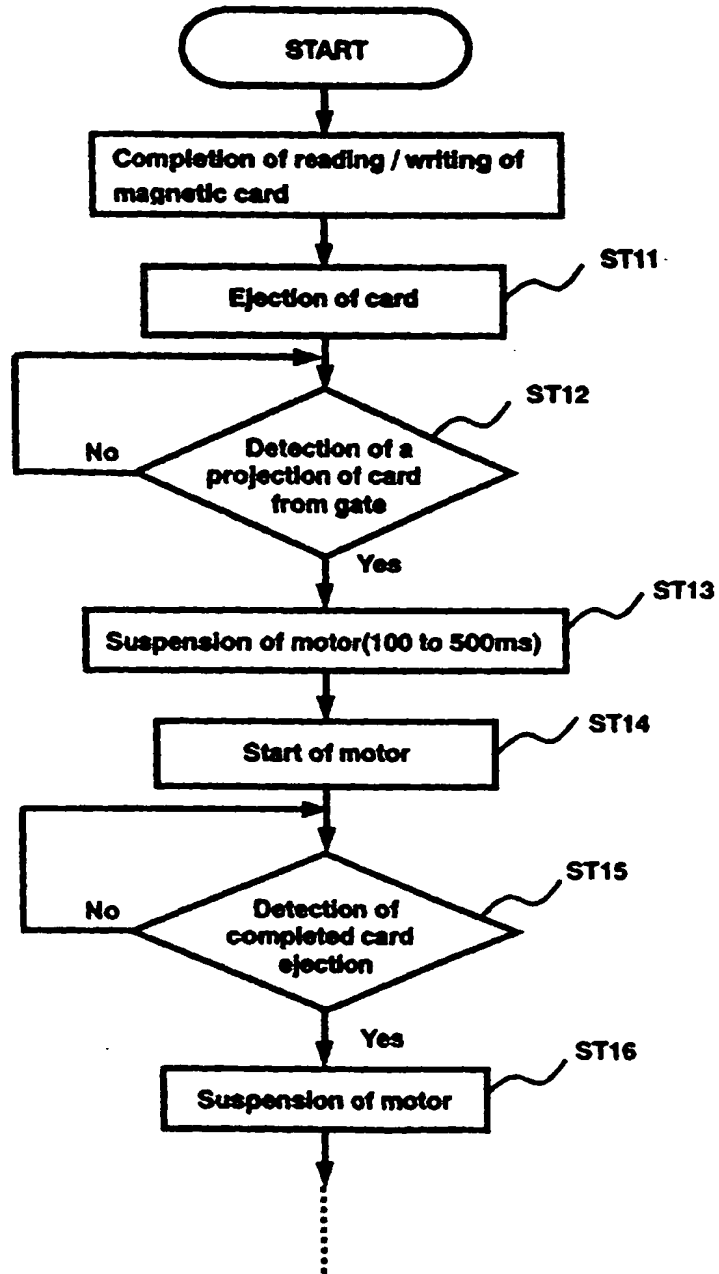 START
Completion of reading / writing of
magnetic card
ST11
Ejection of card
ST12
No
Detection of a
projection of card
from gate
Yes
ST13
Suspension of motor(100 to 500ms)
ST14
Start of motor
ST15
No
Detection of
completed card
ejection
Yes
ST16
Suspension of motor